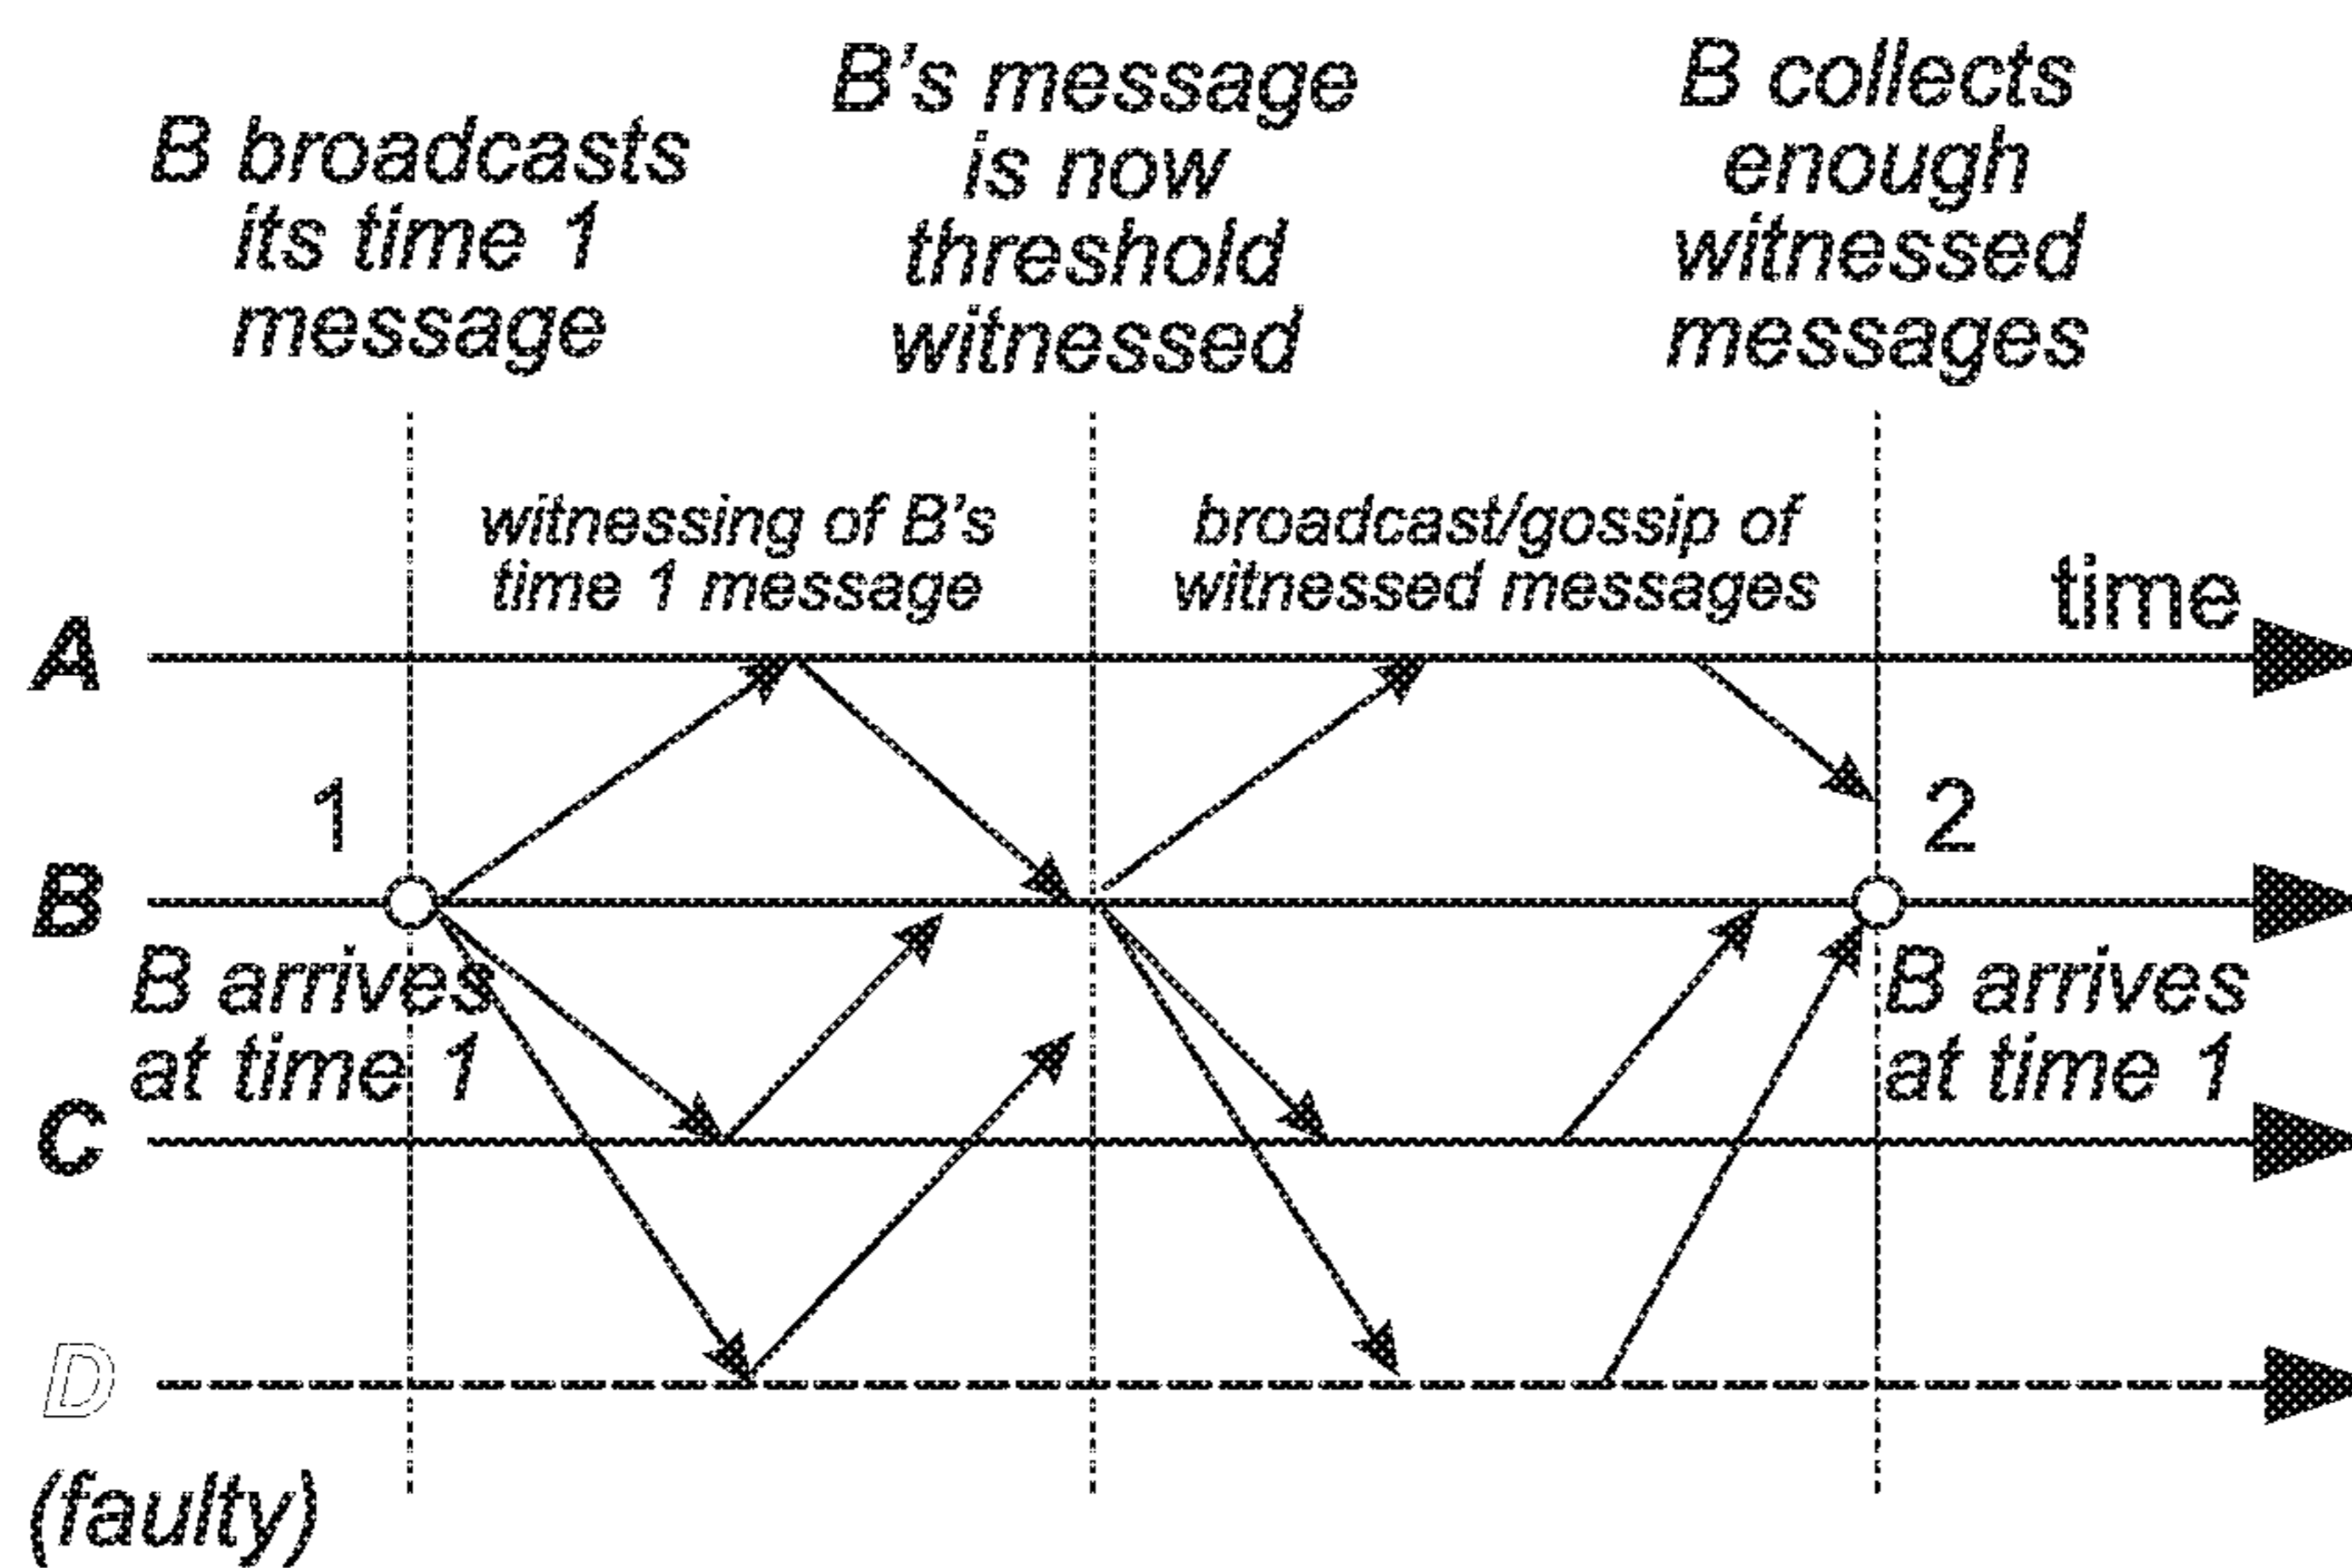 B broadcasts
its time 1
message
B's message
is now
threshold
witnessed
B collects
enough
witnessed
messages
witnessing of B's
time 1 message
broadcast/gossip of
witnessed messages
time
A
1
2
B
B arrives
at time 1
B arrives
at time 1
C
D
(faulty)